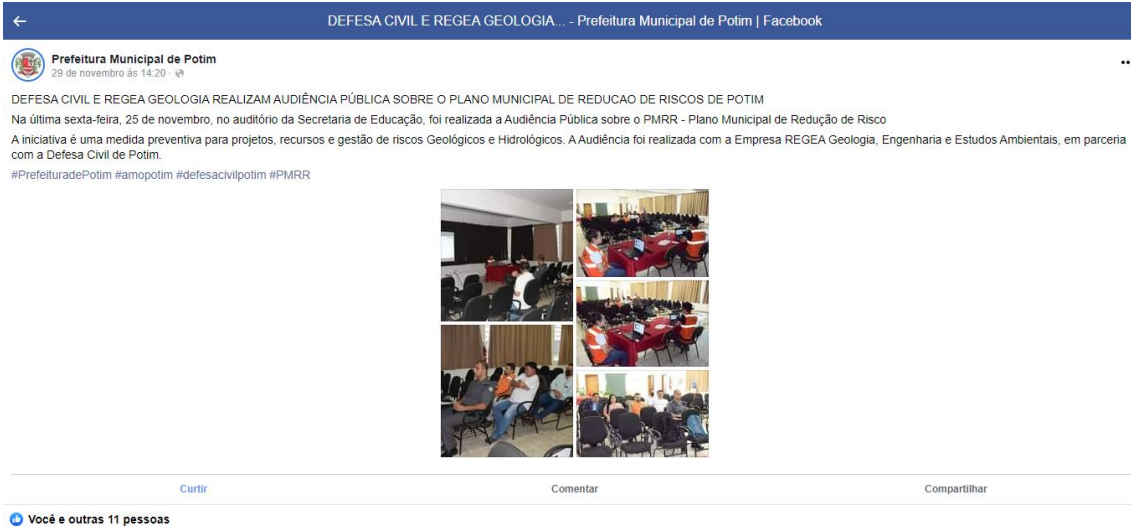 DEFESA CIVIL E REGEA GEOLOGIA... - Prefeitura Municipal de Potim | Facebook
Prefeitura Municipal de Potim
29 de novembro às 14:20 ·
DEFESA CIVIL E REGEA GEOLOGIA REALIZAM AUDIÊNCIA PÚBLICA SOBRE O PLANO MUNICIPAL DE REDUCAO DE RISCOS DE POTIM
Na última sexta-feira, 25 de novembro, no auditório da Secretaria de Educação, foi realizada a Audiência Pública sobre o PMRR - Plano Municipal de Redução de Risco
A iniciativa é uma medida preventiva para projetos, recursos e gestão de riscos Geológicos e Hidrológicos. A Audiência foi realizada com a Empresa REGEA Geologia, Engenharia e Estudos Ambientais, em parceria
com a Defesa Civil de Potim.
#PrefeituradePotim #amopotim #defesacivilpotim #PMRR
Curtir Comentar Compartilhar
Você e outras 11 pessoas